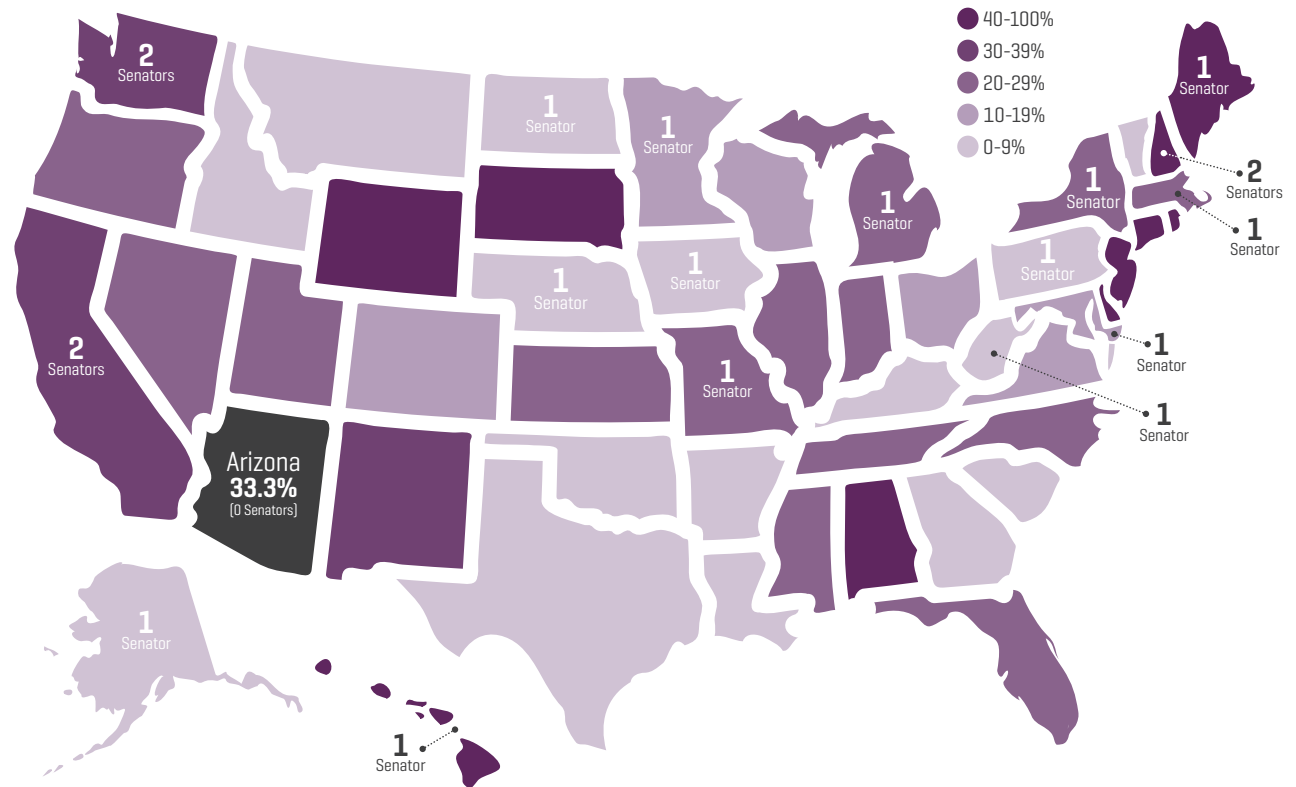 40-100%
30-39%
20-29%
10-19%
0-9%
2
Senators
1
Senator
1
Senator
1
Senator
1
Senator
1
Senator
2
Senators
1
Senator
1
Senator
1
Senator
1
Senator
2
Senators
1
Senator
1
Senator
1
Senator
Arizona
33.3%
(0 Senators)
1
Senator
1
Senator